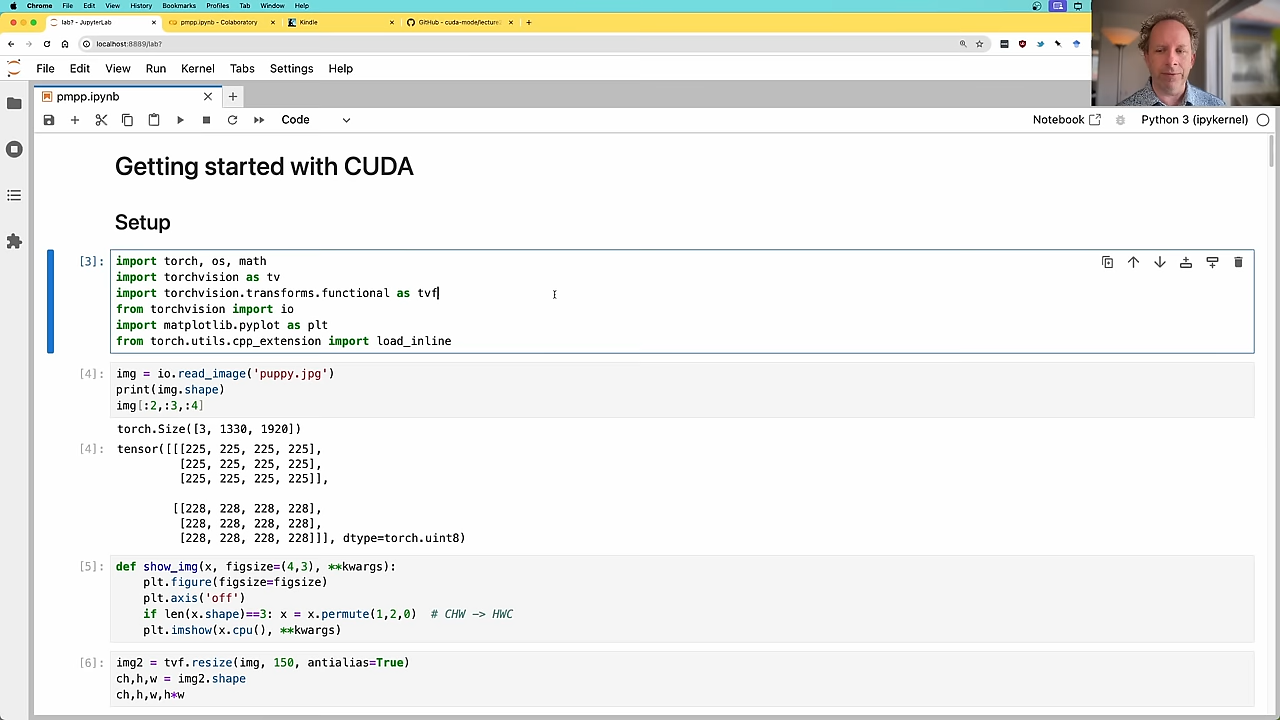 Chrome File Edit View History Bookmarks Profiles Tab Window Help
lab? - JupyterLab
pmpp.ipynb - Colaboratory
Kindle
GitHub - cuda-mode/lecture
localhost:8889/lab?
File Edit View Run Kernel Tabs Settings Help
pmpp.ipynb
Code
Notebook
Python 3 (ipykernel)
Getting started with CUDA
Setup
[3]: import torch, os, math
import torchvision as tv
import torchvision.transforms.functional as tvf
from torchvision import io
import matplotlib.pyplot as plt
from torch.utils.cpp_extension import load_inline
[4]: img = io.read_image('puppy.jpg')
print(img.shape)
img[:2,:3,:4]
torch.Size([3, 1330, 1920])
[4]: tensor([[[225, 225, 225, 225],
[225, 225, 225, 225],
[225, 225, 225, 225]],
[[228, 228, 228, 228],
[228, 228, 228, 228],
[228, 228, 228, 228]]], dtype=torch.uint8)
[5]: def show_img(x, figsize=(4,3), **kwargs):
plt.figure(figsize=figsize)
plt.axis('off')
if len(x.shape)==3: x = x.permute(1,2,0)  # CHW -> HWC
plt.imshow(x.cpu(), **kwargs)
[6]: img2 = tvf.resize(img, 150, antialias=True)
ch,h,w = img2.shape
ch,h,w,h*w